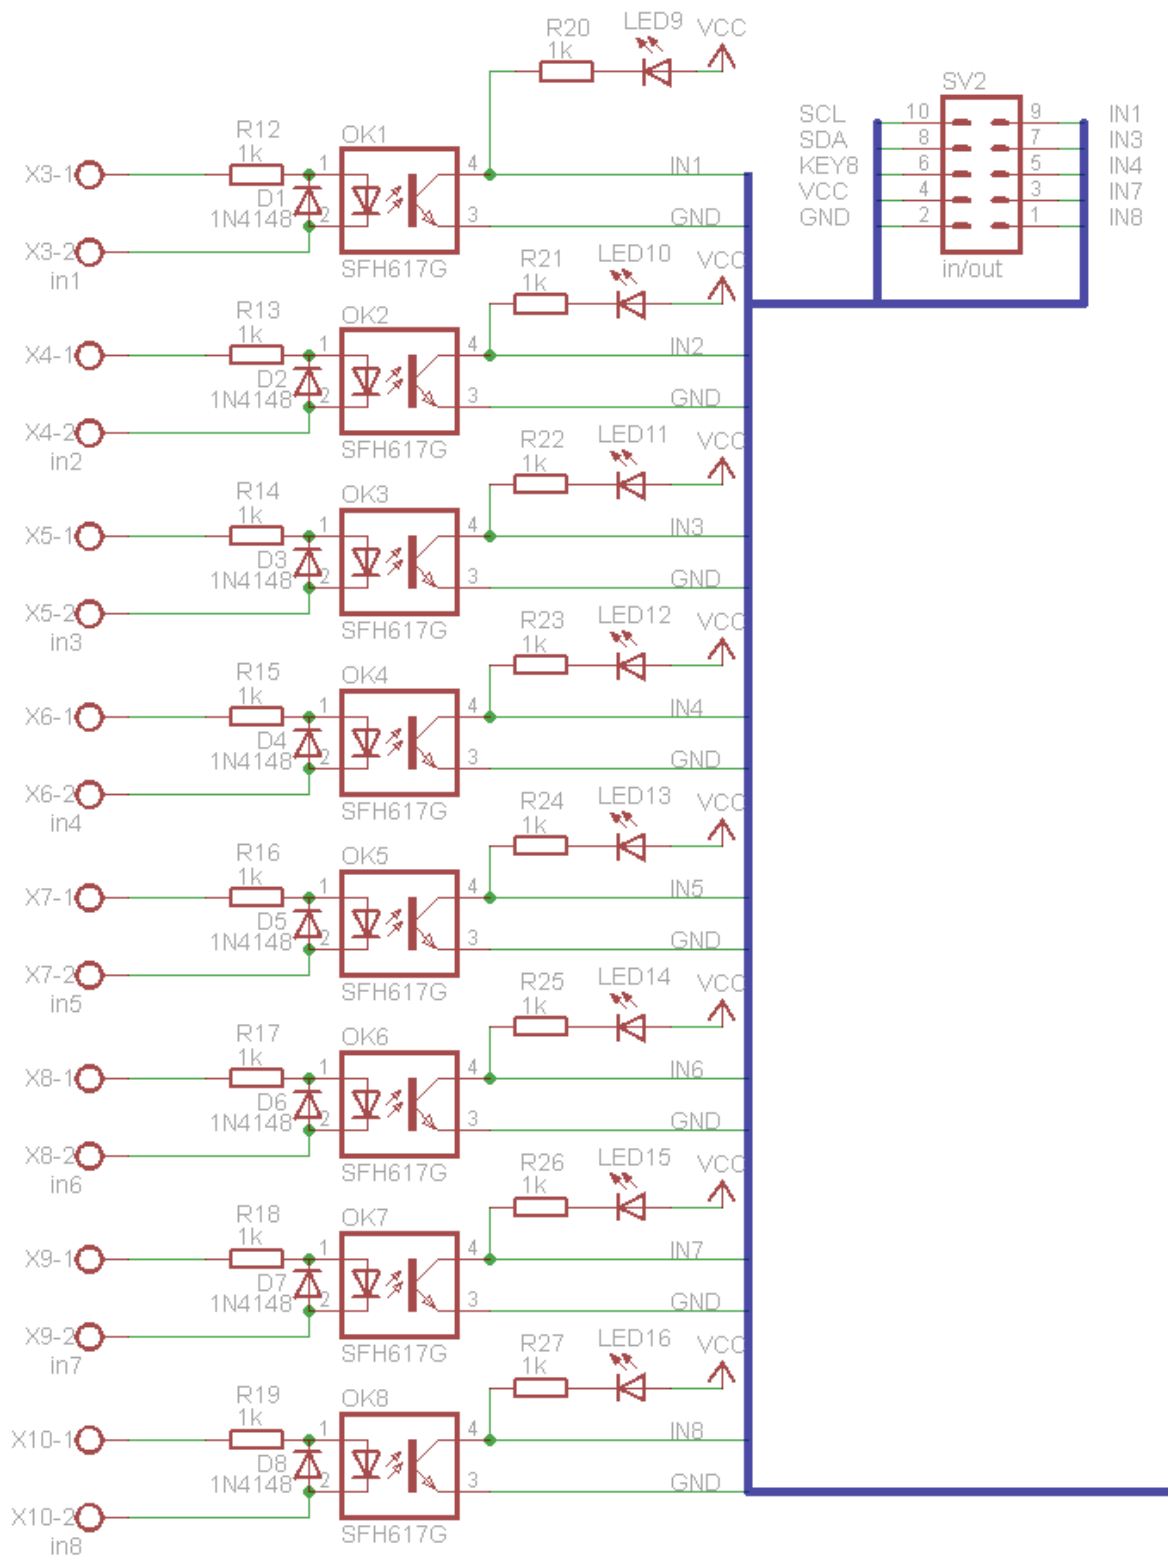 R20 LED9 VCC
1k
SV2
SCL 10 9 IN1
SDA 8 7 IN3
KEY8 6 5 IN4
VCC 4 3 IN7
GND 2 1 IN8
in/out
R12 OK1
1k
X3-1 1 4 IN1
D1
1N4148 2 3 GND
X3-2
in1
SFH617G
R21 LED10 VCC
1k
R13 OK2
1k
X4-1 1 4 IN2
D2
1N4148 2 3 GND
X4-2
in2
SFH617G
R22 LED11 VCC
1k
R14 OK3
1k
X5-1 1 4 IN3
D3
1N4148 2 3 GND
X5-2
in3
SFH617G
R23 LED12 VCC
1k
R15 OK4
1k
X6-1 1 4 IN4
D4
1N4148 2 3 GND
X6-2
in4
SFH617G
R24 LED13 VCC
1k
R16 OK5
1k
X7-1 1 4 IN5
D5
1N4148 2 3 GND
X7-2
in5
SFH617G
R25 LED14 VCC
1k
R17 OK6
1k
X8-1 1 4 IN6
D6
1N4148 2 3 GND
X8-2
in6
SFH617G
R26 LED15 VCC
1k
R18 OK7
1k
X9-1 1 4 IN7
D7
1N4148 2 3 GND
X9-2
in7
SFH617G
R27 LED16 VCC
1k
R19 OK8
1k
X10-1 1 4 IN8
D8
1N4148 2 3 GND
X10-2
in8
SFH617G